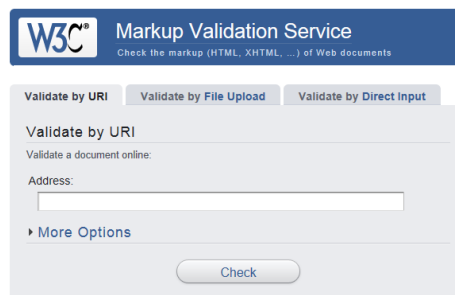 W3C® Markup Validation Service
Check the markup (HTML, XHTML, ...) of Web documents
Validate by URI Validate by File Upload Validate by Direct Input
Validate by URI
Validate a document online:
Address:
More Options
Check